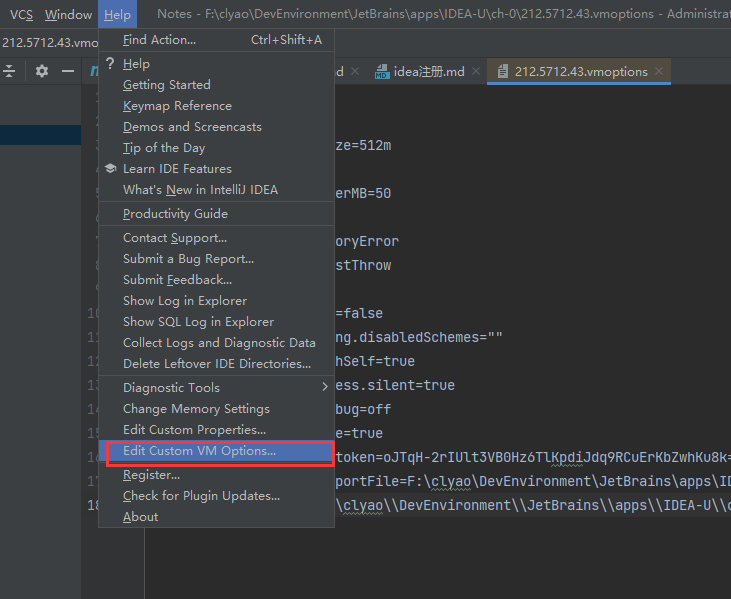 VCS Window Help Notes - F:\clyao\DevEnvironment\JetBrains\apps\IDEA-U\ch-0\212.5712.43.vmoptions - Administra
212.5712.43.vmo
Find Action... Ctrl+Shift+A
d idea注册.md 212.5712.43.vmoptions
? Help
Getting Started
Keymap Reference
Demos and Screencasts
ze=512m
Tip of the Day
Learn IDE Features
What's New in IntelliJ IDEA
erMB=50
Productivity Guide
Contact Support...
oryError
Submit a Bug Report...
stThrow
Submit Feedback...
Show Log in Explorer
10 =false
Show SQL Log in Explorer
11 ng.disabledSchemes=""
Collect Logs and Diagnostic Data
12 hSelf=true
Delete Leftover IDE Directories...
13 ess.silent=true
Diagnostic Tools
14 bug=off
Change Memory Settings
15 e=true
Edit Custom Properties...
Edit Custom VM Options...
16 token=oJTqH-2rIUlt3VB0Hz6TlKpdiJdq9RCuErKbZwhKu8k=
Register...
17 portFile=F:\clyao\DevEnvironment\JetBrains\apps\ID
Check for Plugin Updates...
18 \clyao\\DevEnvironment\\JetBrains\\apps\\IDEA-U\\c
About